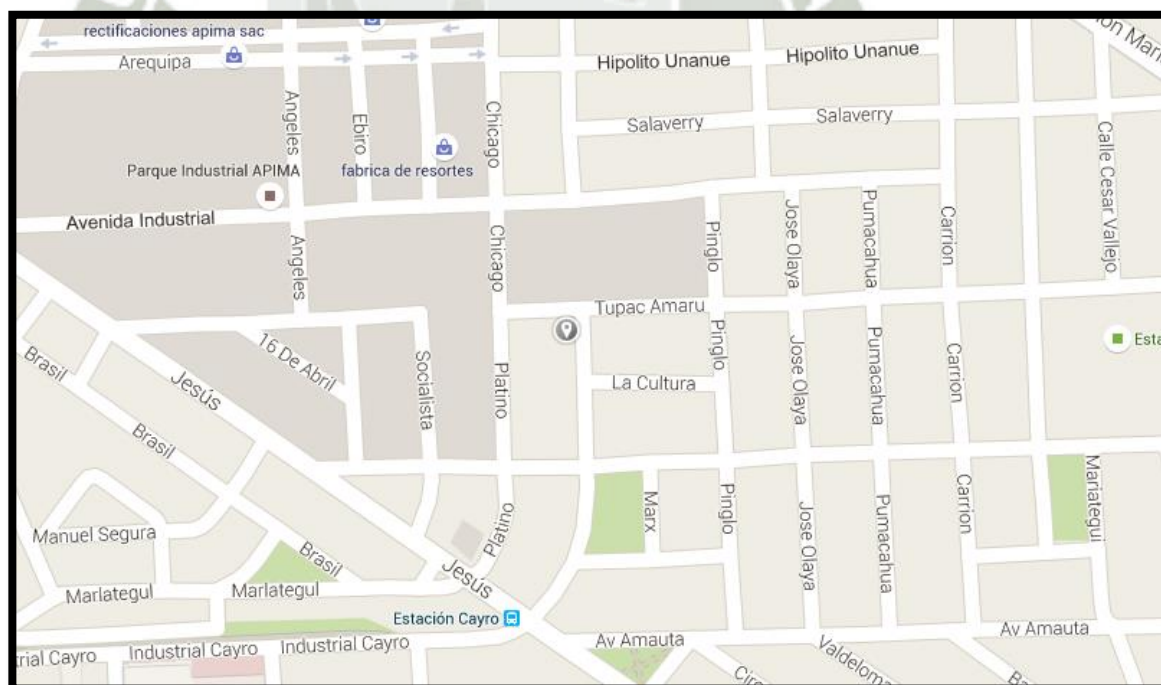 rectificaciones apima sac
Arequipa
Hipolito Unanue
Hipolito Unanue
Angeles
Ebiro
Chicago
Salaverry
Salaverry
Calle Cesar Vallejo
Parque Industrial APIMA
fabrica de resortes
Avenida Industrial
Angeles
Chicago
Pinglo
Jose Olaya
Pumacahua
Carrion
Tupac Amaru
16 De Abril
Brasil
Jesús
Socialista
Platino
La Cultura
Pinglo
Jose Olaya
Pumacahua
Carrion
Esta
Brasil
Manuel Segura
Platino
Marx
Pinglo
Jose Olaya
Pumacahua
Carrion
Mariategui
Brasil
Jesús
Marlategul
Marlategul
Estación Cayro
trial Cayro
Industrial Cayro
Industrial Cayro
Av Amauta
Valdeloma
Av Amauta